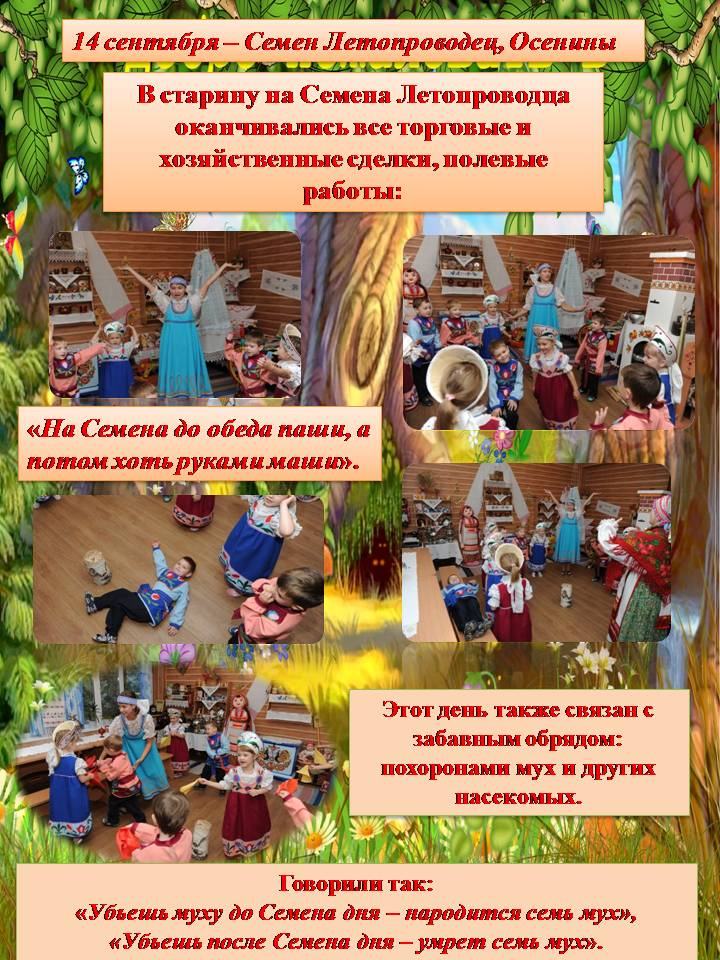 14 сентября – Семен Летопроводец, Осенины
В старину на Семена Летопроводца
оканчивались все торговые и
хозяйственные сделки, полевые
работы:
«На Семена до обеда паши, а
потом хоть руками маши».
Этот день также связан с
забавным обрядом:
похоронами мух и других
насекомых.
Говорили так:
«Убьешь муху до Семена дня – народится семь мух»,
«Убьешь после Семена дня – умрет семь мух».